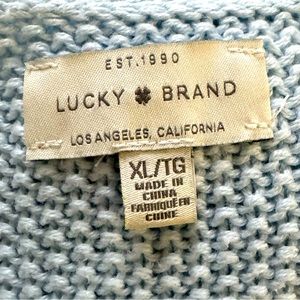 EST.1990
LUCKY BRAND
LOS ANGELES, CALIFORNIA
XL/TG
MADE IN
CHINA
FABRIQUÉ EN
CHINE